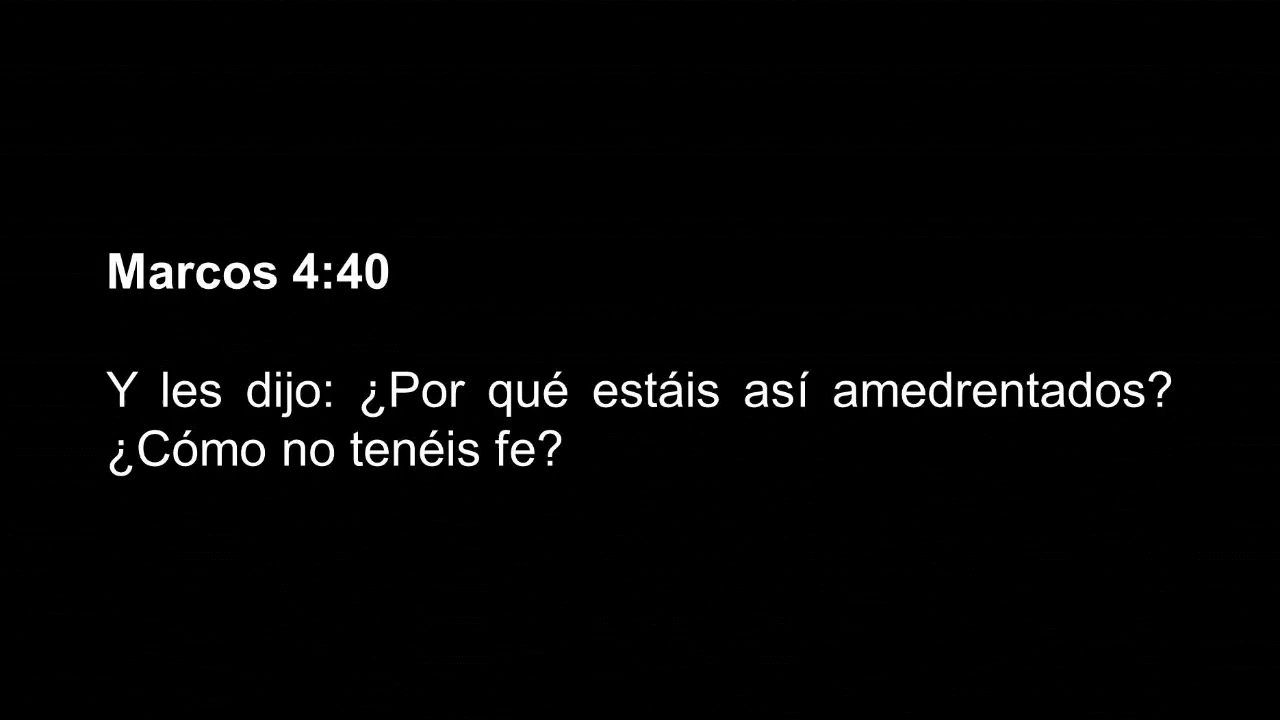 Marcos 4:40
Y les dijo: ¿Por qué estáis así amedrentados?
¿Cómo no tenéis fe?